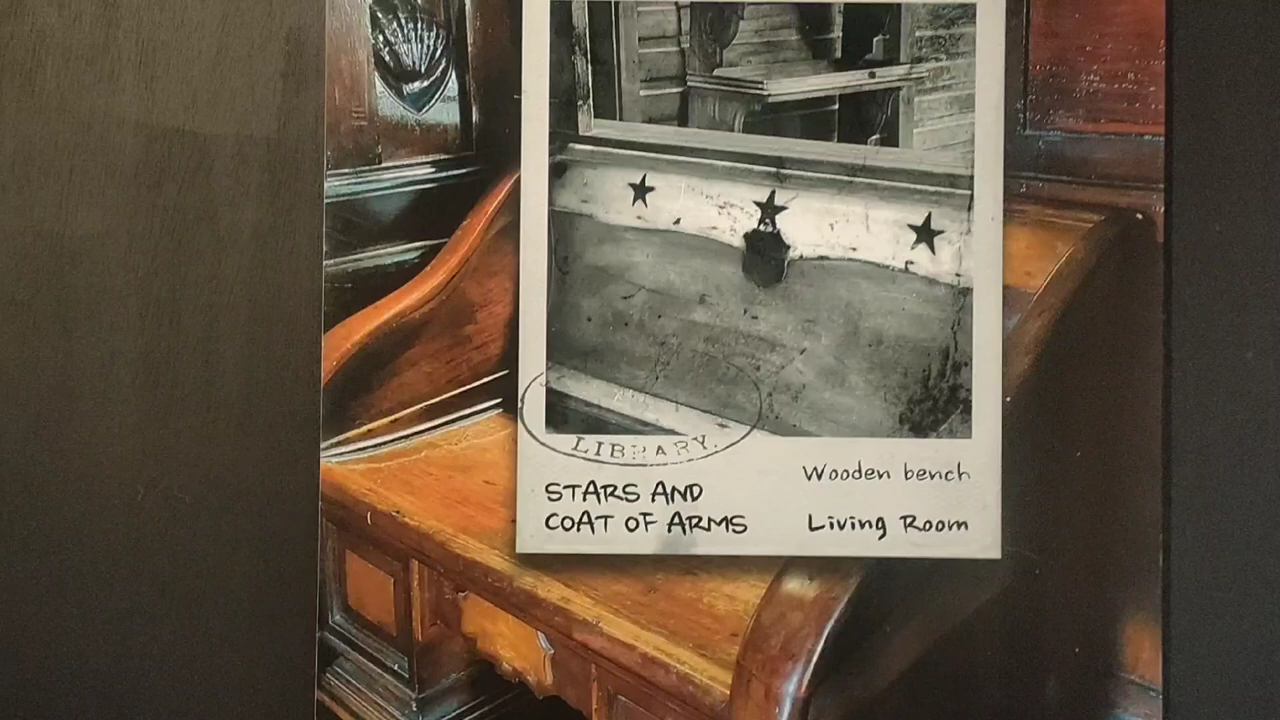 LIBRARY.
STARS AND
COAT OF ARMS
Wooden bench
Living Room